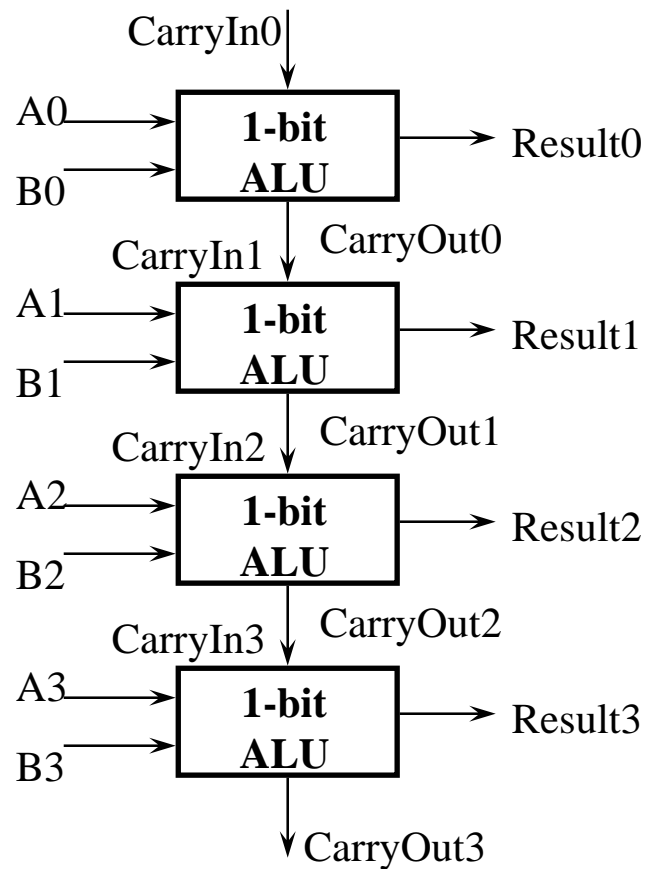 CarryIn0
A0
1-bit
Result0
B0
ALU
CarryOut0
CarryIn1
A1
1-bit
Result1
B1
ALU
CarryOut1
CarryIn2
A2
1-bit
Result2
B2
ALU
CarryOut2
CarryIn3
A3
1-bit
Result3
B3
ALU
CarryOut3